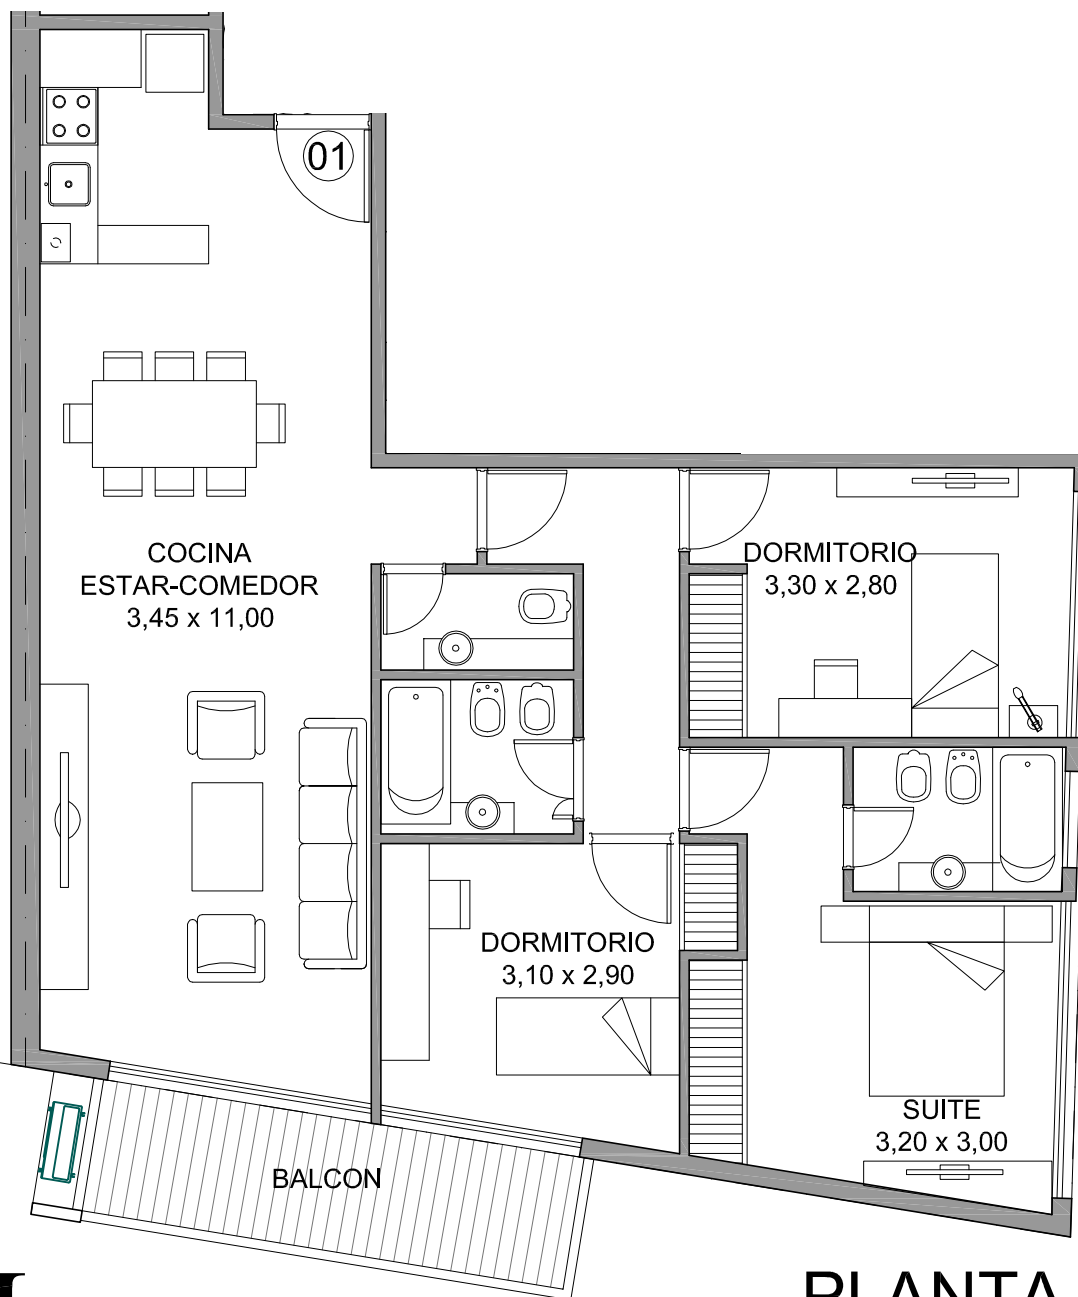 01
COCINA
ESTAR-COMEDOR
3,45 x 11,00
DORMITORIO
3,30 x 2,80
DORMITORIO
3,10 x 2,90
SUITE
3,20 x 3,00
BALCON
PLANTA